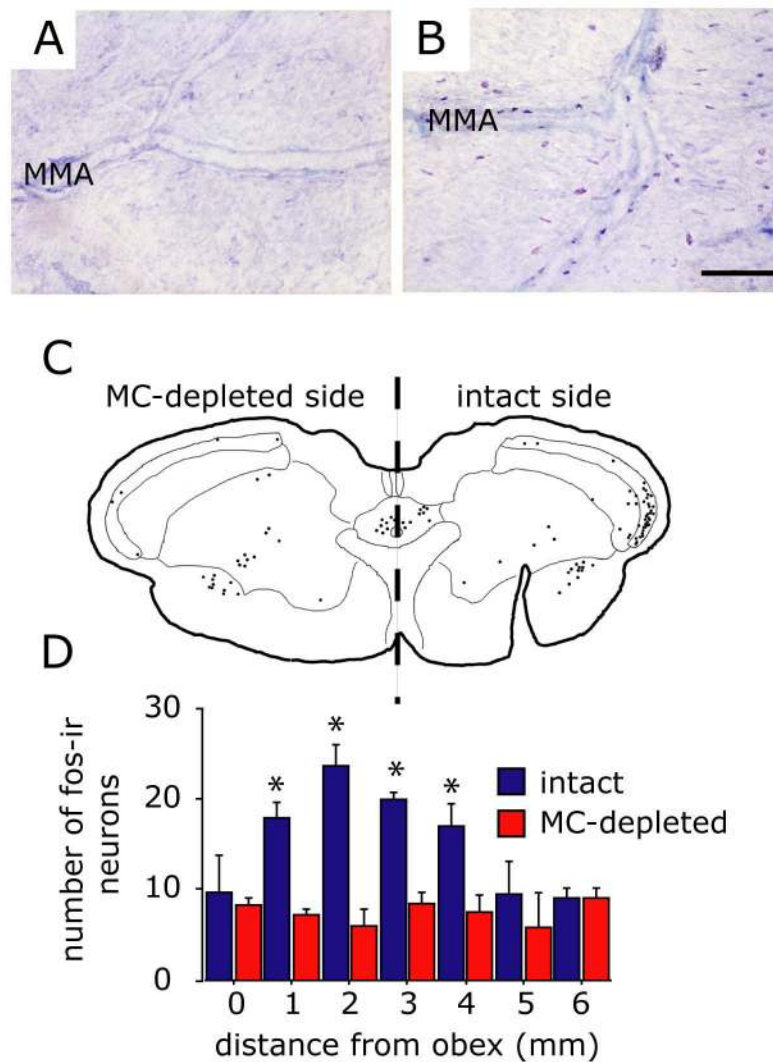 A
B
MMA
MMA
C
MC-depleted side
intact side
D
number of fos-ir
neurons
30
20
10
0
*
*
*
*
intact
MC-depleted
0 1 2 3 4 5 6
distance from obex (mm)